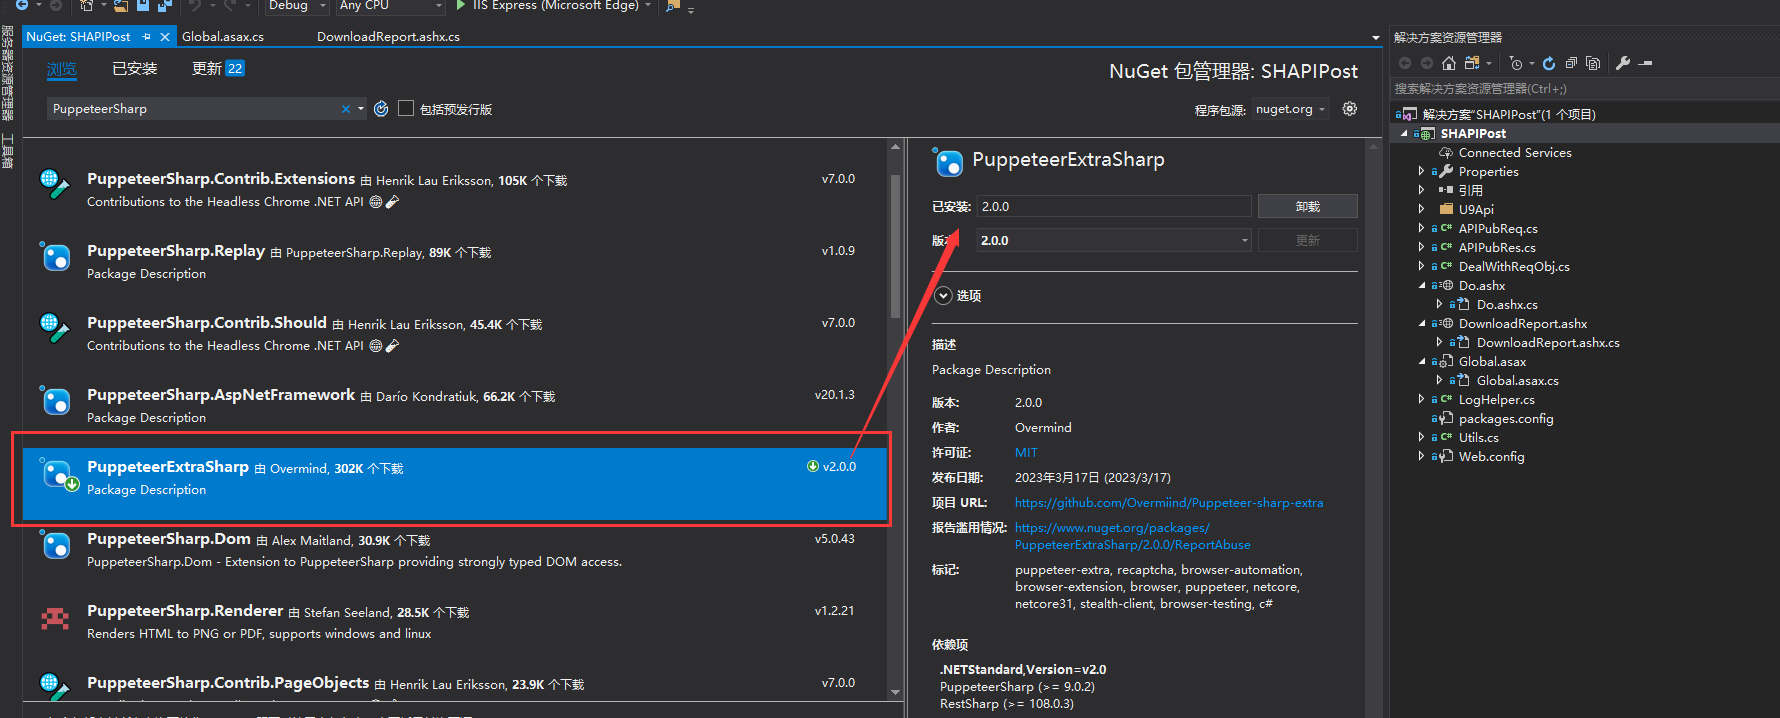 Debug
Any CPU
IIS Express (Microsoft Edge)
服务器资源管理器
工具箱
NuGet: SHAPIPost
Global.asax.cs
DownloadReport.ashx.cs
浏览
已安装
更新 22
NuGet 包管理器: SHAPIPost
PuppeteerSharp
包括预发行版
程序包源: nuget.org
PuppeteerSharp.Contrib.Extensions 由 Henrik Lau Eriksson, 105K 个下载
v7.0.0
Contributions to the Headless Chrome .NET API
PuppeteerSharp.Replay 由 PuppeteerSharp.Replay, 89K 个下载
v1.0.9
Package Description
PuppeteerSharp.Contrib.Should 由 Henrik Lau Eriksson, 45.4K 个下载
v7.0.0
Contributions to the Headless Chrome .NET API
PuppeteerSharp.AspNetFramework 由 Darío Kondratiuk, 66.2K 个下载
v20.1.3
Package Description
PuppeteerExtraSharp 由 Overmind, 302K 个下载
v2.0.0
Package Description
PuppeteerSharp.Dom 由 Alex Maitland, 30.9K 个下载
v5.0.43
PuppeteerSharp.Dom - Extension to PuppeteerSharp providing strongly typed DOM access.
PuppeteerSharp.Renderer 由 Stefan Seeland, 28.5K 个下载
v1.2.21
Renders HTML to PNG or PDF, supports windows and linux
PuppeteerSharp.Contrib.PageObjects 由 Henrik Lau Eriksson, 23.9K 个下载
v7.0.0
PuppeteerExtraSharp
已安装: 2.0.0
卸载
版本 2.0.0
更新
选项
描述
Package Description
版本: 2.0.0
作者: Overmind
许可证: MIT
发布日期: 2023年3月17日 (2023/3/17)
项目 URL: https://github.com/Overmiind/Puppeteer-sharp-extra
报告滥用情况: https://www.nuget.org/packages/
PuppeteerExtraSharp/2.0.0/ReportAbuse
标记: puppeteer-extra, recaptcha, browser-automation,
browser-extension, browser, puppeteer, netcore,
netcore31, stealth-client, browser-testing, c#
依赖项
.NETStandard,Version=v2.0
PuppeteerSharp (>= 9.0.2)
RestSharp (>= 108.0.3)
解决方案资源管理器
搜索解决方案资源管理器(Ctrl+;)
解决方案"SHAPIPost"(1 个项目)
SHAPIPost
Connected Services
Properties
引用
U9Api
APIPubReq.cs
APIPubRes.cs
DealWithReqObj.cs
Do.ashx
Do.ashx.cs
DownloadReport.ashx
DownloadReport.ashx.cs
Global.asax
Global.asax.cs
LogHelper.cs
packages.config
Utils.cs
Web.config